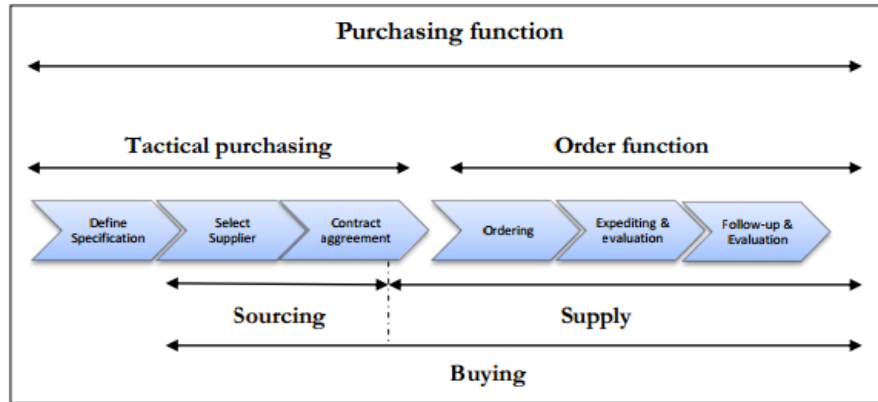 Purchasing function
Tactical purchasing
Order function
Define
Specification
Select
Supplier
Contract
aggreement
Ordering
Expediting &
evaluation
Follow-up &
Evaluation
Sourcing
Supply
Buying